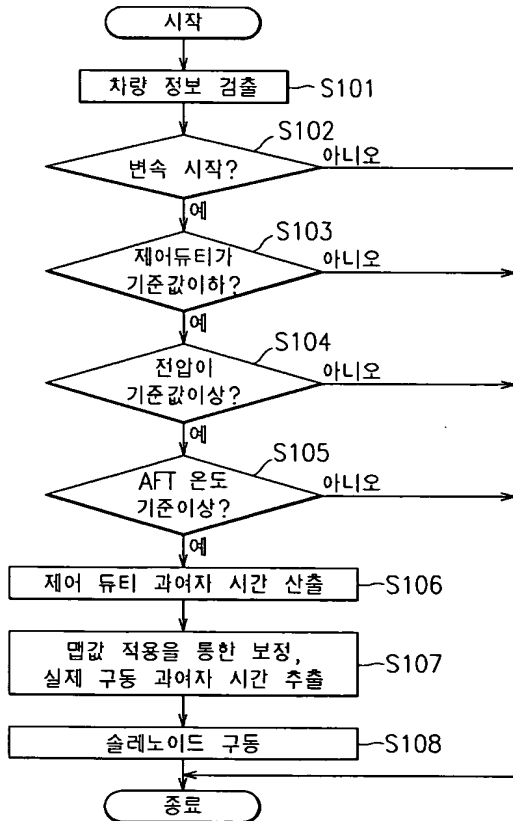 시작
차량 정보 검출
S101
S102
변속 시작?
아니오
예
S103
제어듀티가
기준값이하?
아니오
예
S104
전압이
기준값이상?
아니오
예
S105
AFT 온도
기준이상?
아니오
예
제어 듀티 과여자 시간 산출
S106
맵값 적용을 통한 보정,
실제 구동 과여자 시간 추출
S107
솔레노이드 구동
S108
종료